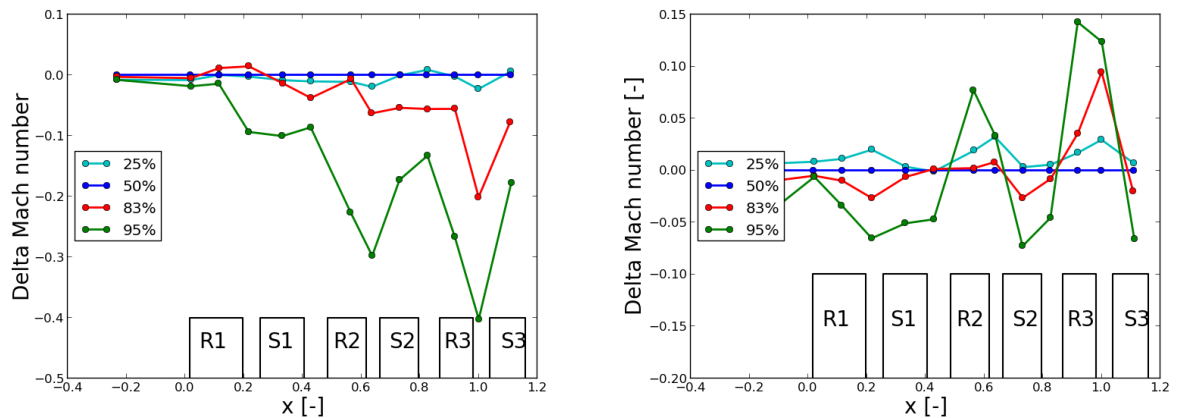 0.1
0.0
−0.1
−0.2
−0.3
−0.4
−0.5
Delta Mach number
25%
50%
83%
95%
R1 S1 R2 S2 R3 S3
−0.4 −0.2 0.0 0.2 0.4 0.6 0.8 1.0 1.2
x [-]
0.15
0.10
0.05
0.00
−0.05
−0.10
−0.15
−0.20
Delta Mach number [-]
25%
50%
83%
95%
R1 S1 R2 S2 R3 S3
−0.4 −0.2 0.0 0.2 0.4 0.6 0.8 1.0 1.2
x [-]